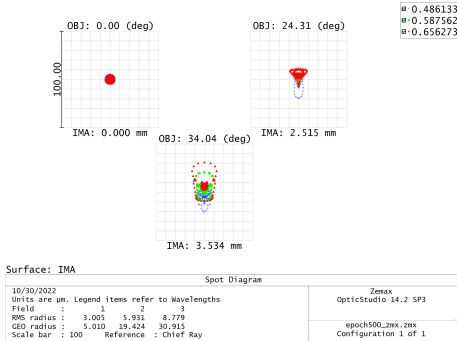 0.486133
0.587562
0.656273
OBJ: 0.00 (deg)
OBJ: 24.31 (deg)
100.00
IMA: 0.000 mm
IMA: 2.515 mm
OBJ: 34.04 (deg)
IMA: 3.534 mm
Surface: IMA
Spot Diagram
10/30/2022
Units are µm. Legend items refer to Wavelengths
Field : 1 2 3
RMS radius : 3.005 5.931 8.779
GEO radius : 5.010 19.424 30.915
Scale bar : 100 Reference : Chief Ray
Zemax
OpticStudio 14.2 SP3
epoch500_zmx.zmx
Configuration 1 of 1